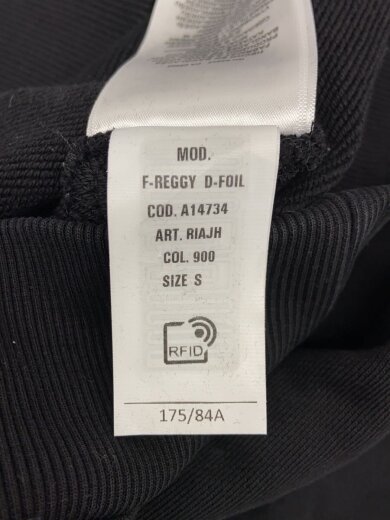 MOD.
F-REGGY D-FOIL
COD. A14734
ART. RIAJH
COL. 900
SIZE S
RFID
175/84A